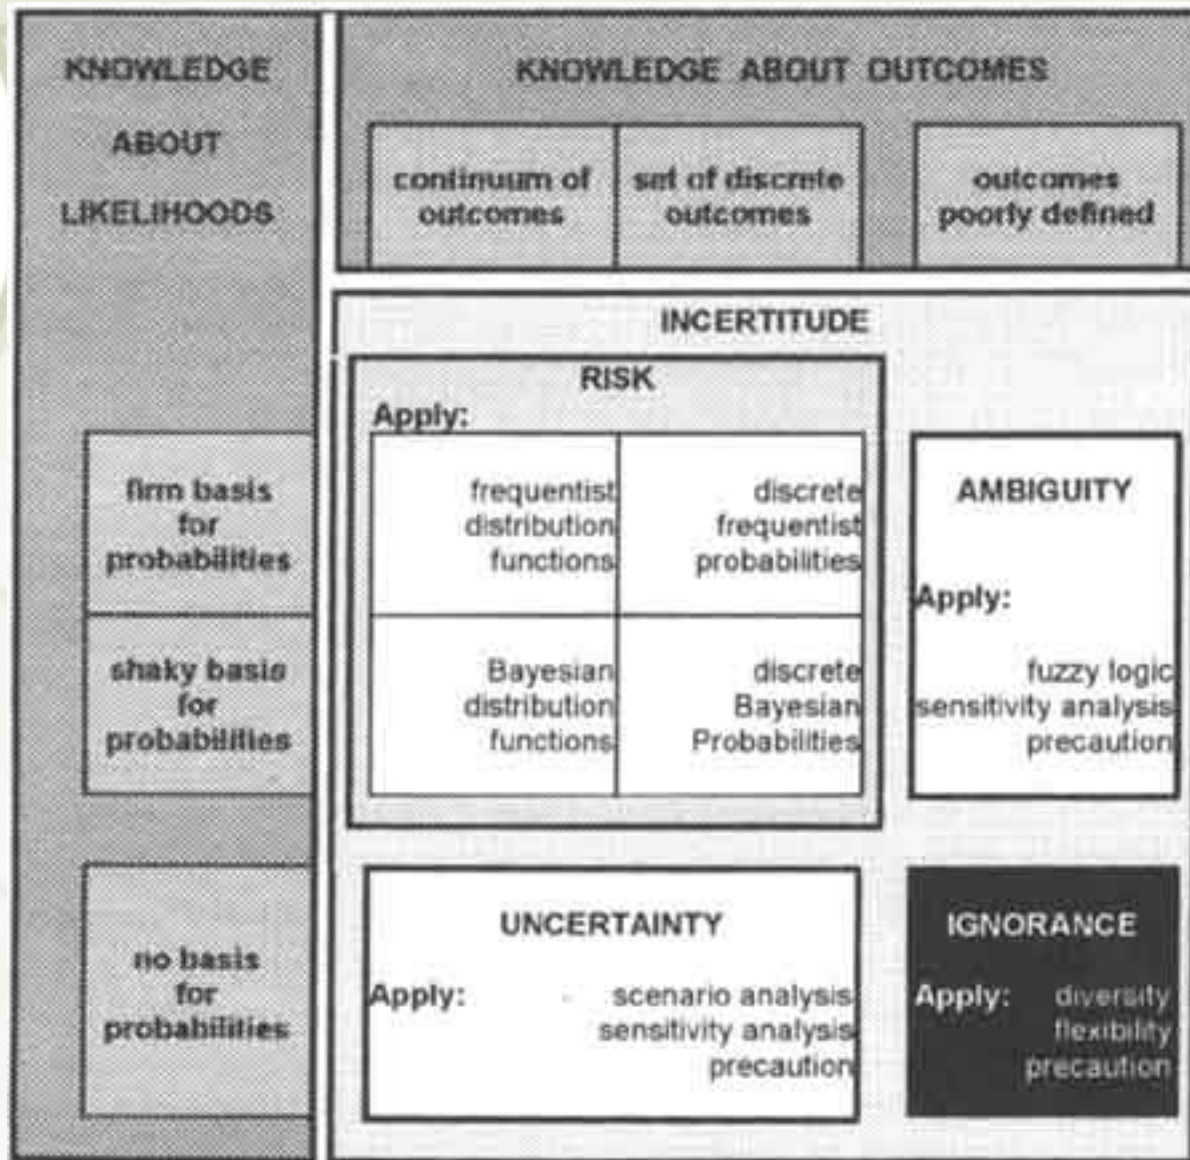 KNOWLEDGE
ABOUT
LIKELIHOODS
KNOWLEDGE ABOUT OUTCOMES
continuum of
outcomes
set of discrete
outcomes
outcomes
poorly defined
INCERTITUDE
RISK
Apply:
firm basis
for
probabilities
frequentist
distribution
functions
discrete
frequentist
probabilities
AMBIGUITY
Apply:
fuzzy logic
sensitivity analysis
precaution
shaky basis
for
probabilities
Bayesian
distribution
functions
discrete
Bayesian
Probabilities
no basis
for
probabilities
UNCERTAINTY
Apply: scenario analysis
sensitivity analysis
precaution
IGNORANCE
Apply: diversity
flexibility
precaution